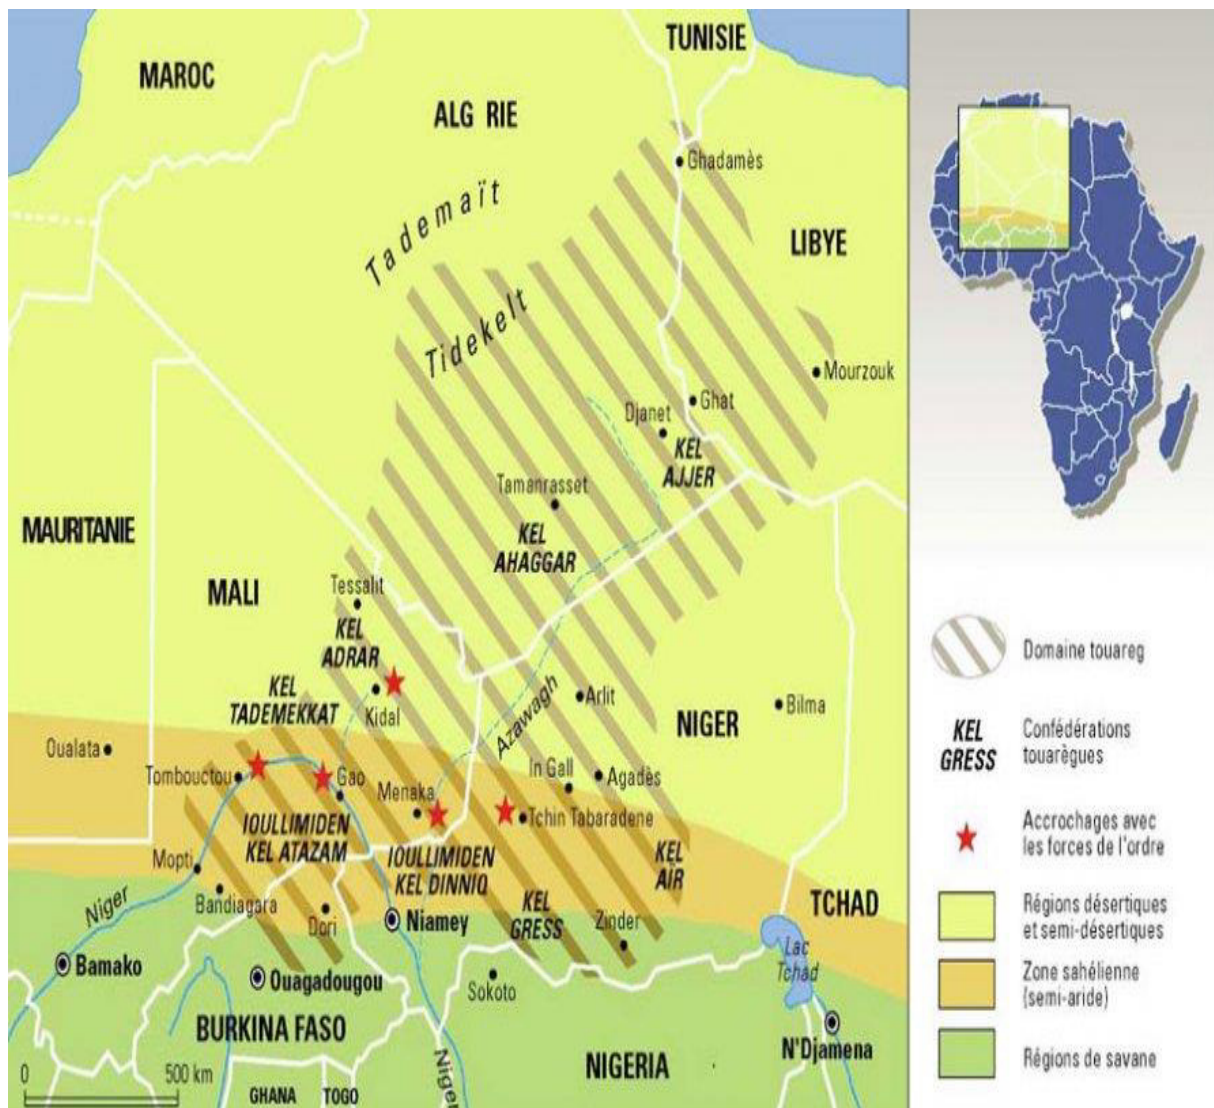 TUNISIE
MAROC
ALG RIE
Ghadamès
Tademaït
LIBYE
Tidekelt
Mourzouk
Ghat
Djanet
KEL
AJJER
Tamanrasset
MAURITANIE
KEL
AHAGGAR
MALI
Tessalit
KEL
ADRAR
KEL
TADEMEKKAT
Kidal
Azawagh
Arlit
NIGER
Bilma
Oualata
Tombouctou
Gao
Menaka
In Gall
Agadès
Tchin Tabaradene
IOULLIMIDEN
KEL ATAZAM
IOULLIMIDEN
KEL DINNIQ
KEL
AÏR
Mopti
Niger
Bandiagara
Dori
Niamey
KEL
GRESS
Zinder
TCHAD
Lac
Tchad
Bamako
Ouagadougou
Sokoto
BURKINA FASO
Niger
NIGERIA
N'Djamena
0 500 km
GHANA TOGO
Domaine touareg
KEL
GRESS
Confédérations
touarègues
Accrochages avec
les forces de l'ordre
Régions désertiques
et semi-désertiques
Zone sahélienne
(semi-aride)
Régions de savane